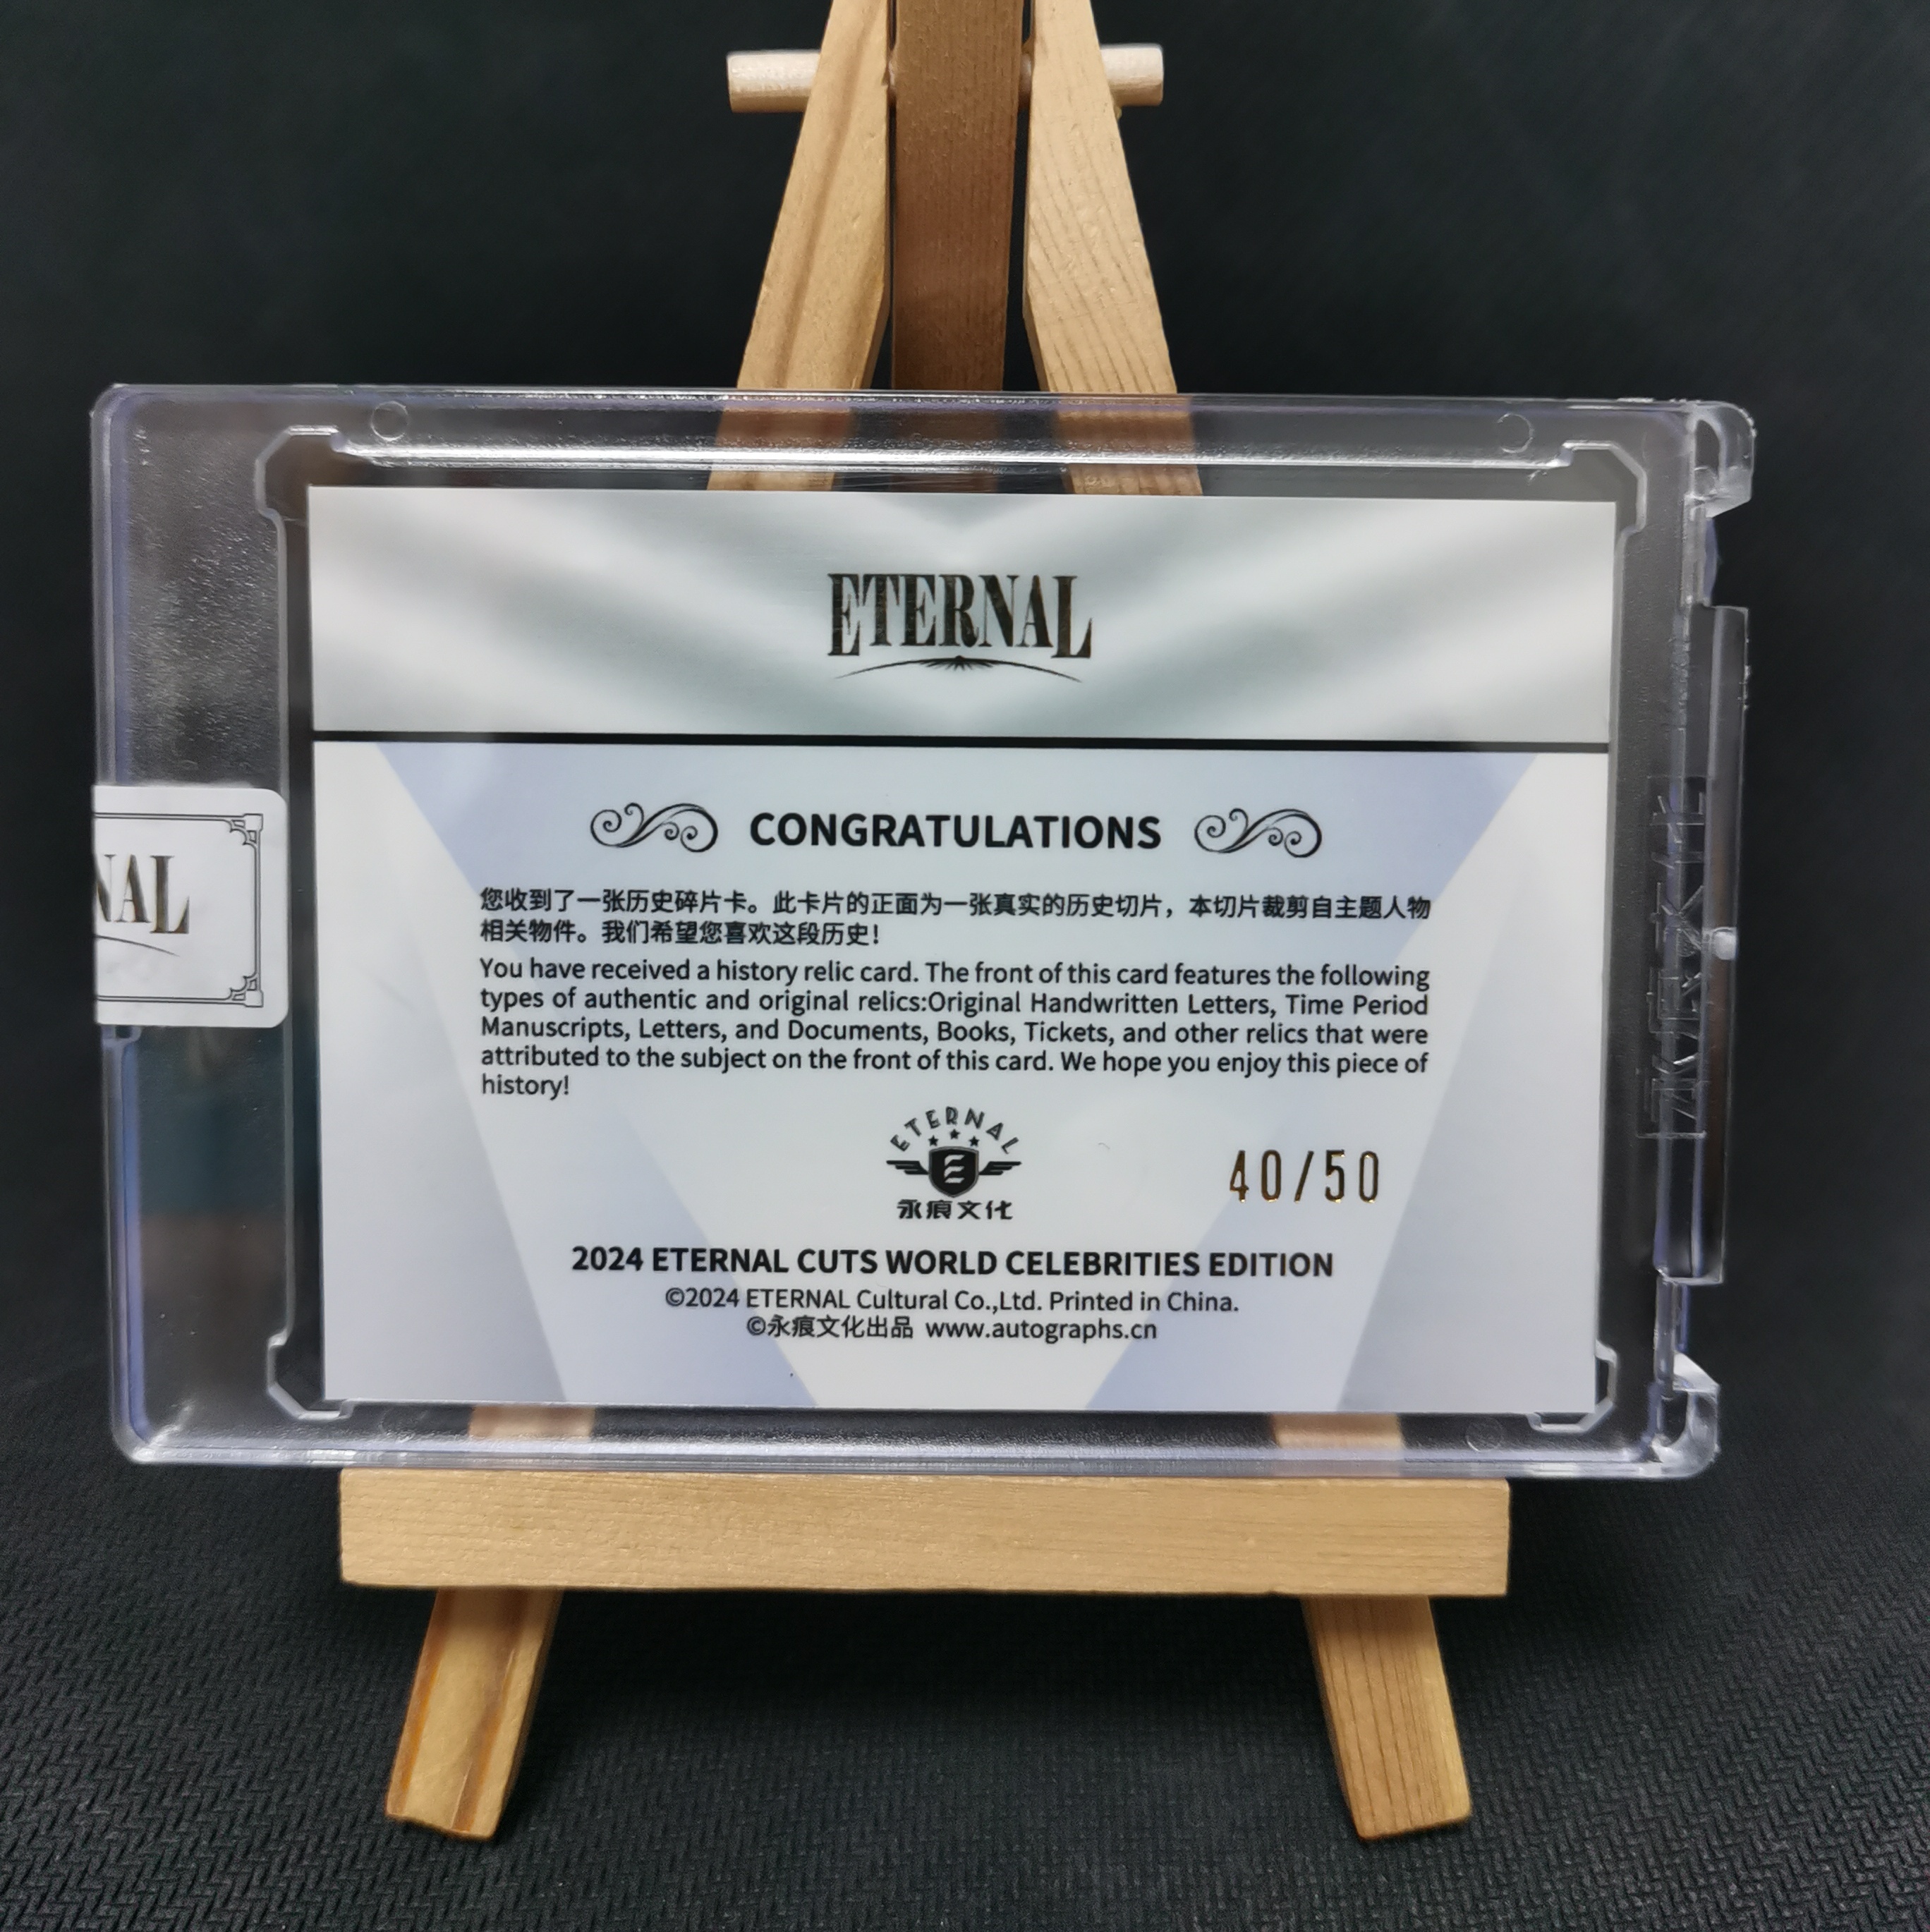 ETERNAL
CONGRATULATIONS
您收到了一张历史碎片卡。此卡片的正面为一张真实的历史切片，本切片裁剪自主题人物
相关物件。我们希望您喜欢这段历史！
You have received a history relic card. The front of this card features the following
types of authentic and original relics:Original Handwritten Letters, Time Period
Manuscripts, Letters, and Documents, Books, Tickets, and other relics that were
attributed to the subject on the front of this card. We hope you enjoy this piece of
history!
NAL
ETERNAL
永痕文化
40/50
2024 ETERNAL CUTS WORLD CELEBRITIES EDITION
©2024 ETERNAL Cultural Co.,Ltd. Printed in China.
©永痕文化出品 www.autographs.cn